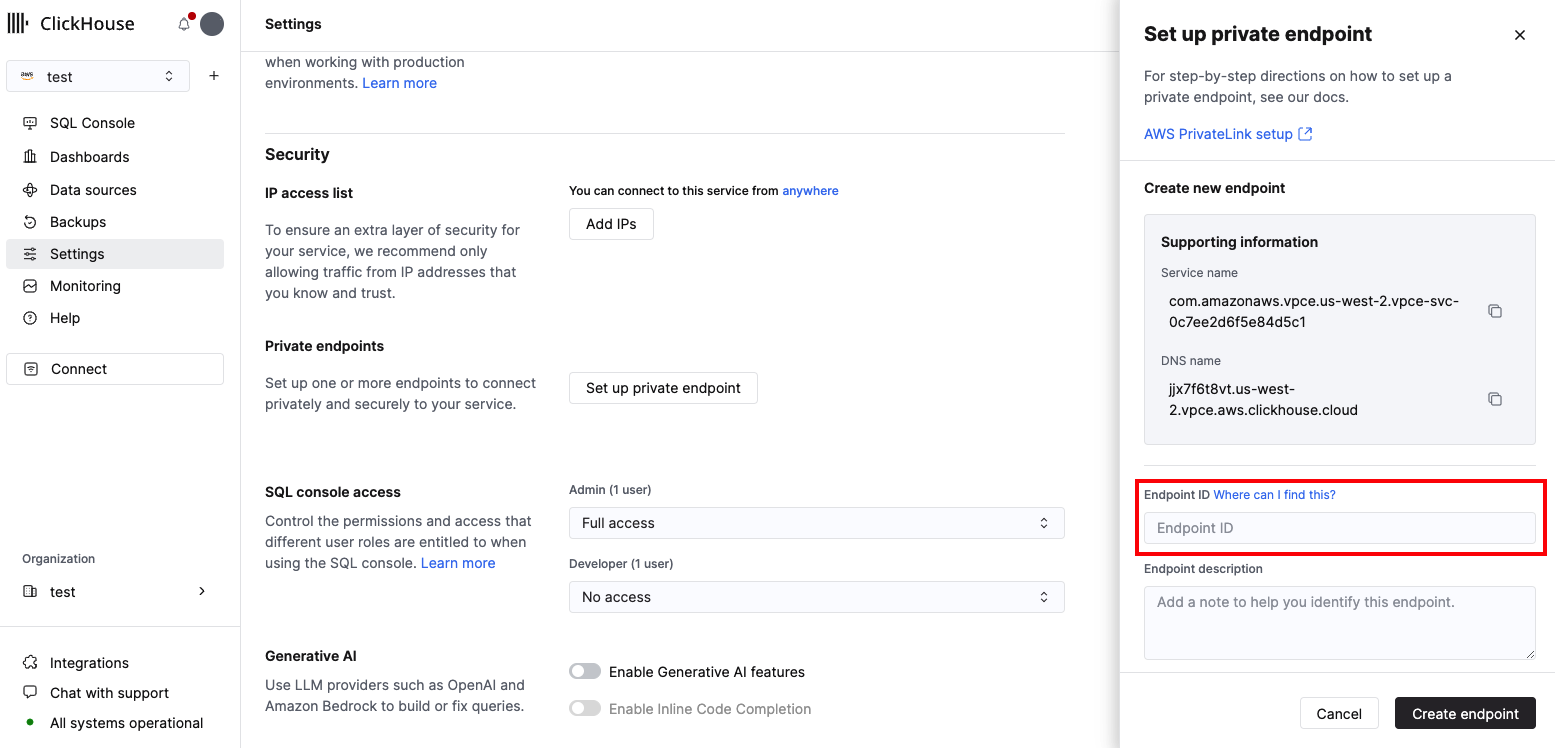 ClickHouse
aws
test
+
SQL Console
Dashboards
Data sources
Backups
Settings
Monitoring
Help
Connect
Organization
test
Integrations
Chat with support
All systems operational
Settings
when working with production
environments. Learn more
Security
IP access list
To ensure an extra layer of security for
your service, we recommend only
allowing traffic from IP addresses that
you know and trust.
You can connect to this service from anywhere
Add IPs
Private endpoints
Set up one or more endpoints to connect
privately and securely to your service.
Set up private endpoint
SQL console access
Control the permissions and access that
different user roles are entitled to when
using the SQL console. Learn more
Admin (1 user)
Full access
Developer (1 user)
No access
Generative AI
Use LLM providers such as OpenAI and
Amazon Bedrock to build or fix queries.
Enable Generative AI features
Enable Inline Code Completion
Set up private endpoint
For step-by-step directions on how to set up a
private endpoint, see our docs.
AWS PrivateLink setup
Create new endpoint
Supporting information
Service name
com.amazonaws.vpce.us-west-2.vpce-svc-
0c7ee2d6f5e84d5c1
DNS name
jjx7f6t8vt.us-west-
2.vpce.aws.clickhouse.cloud
Endpoint ID Where can I find this?
Endpoint ID
Endpoint description
Add a note to help you identify this endpoint.
Cancel
Create endpoint